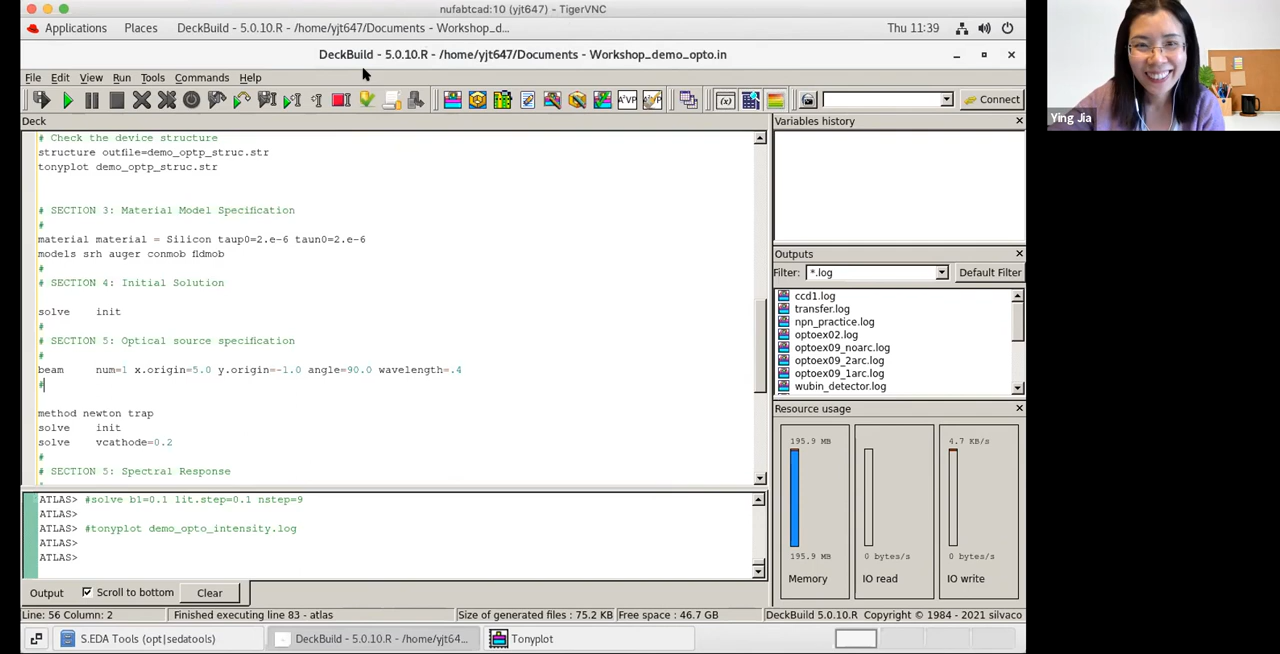 nufabtcad:10 (yjt647) - TigerVNC
Applications Places DeckBuild - 5.0.10.R - /home/yjt647/Documents - Workshop_d... Thu 11:39
DeckBuild - 5.0.10.R - /home/yjt647/Documents - Workshop_demo_opto.in
File Edit View Run Tools Commands Help
Connect
Deck
# Check the device structure
structure outfile=demo_optp_struc.str
tonyplot demo_optp_struc.str
# SECTION 3: Material Model Specification
#
material material = Silicon taup0=2.e-6 taun0=2.e-6
models srh auger conmob fldmob
#
# SECTION 4: Initial Solution
solve init
#
# SECTION 5: Optical source specification
#
beam num=1 x.origin=5.0 y.origin=-1.0 angle=90.0 wavelength=.4
#
method newton trap
solve init
solve vcathode=0.2
#
# SECTION 5: Spectral Response
ATLAS> #solve b1=0.1 lit.step=0.1 nstep=9
ATLAS>
ATLAS> #tonyplot demo_opto_intensity.log
ATLAS>
ATLAS>
Output Scroll to bottom Clear
Line: 56 Column: 2 Finished executing line 83 - atlas Size of generated files : 75.2 KB Free space : 46.7 GB DeckBuild 5.0.10.R Copyright © 1984 - 2021 silvaco
S.EDA Tools (opt|sedatools) DeckBuild - 5.0.10.R - /home/yjt64... Tonyplot
Variables history
Outputs
Filter: *.log Default Filter
ccd1.log
transfer.log
npn_practice.log
optoex02.log
optoex09_noarc.log
optoex09_2arc.log
optoex09_1arc.log
wubin_detector.log
Resource usage
195.9 MB 4.7 KB/s
195.9 MB 0 bytes/s 0 bytes/s
Memory IO read IO write
Ying Jia